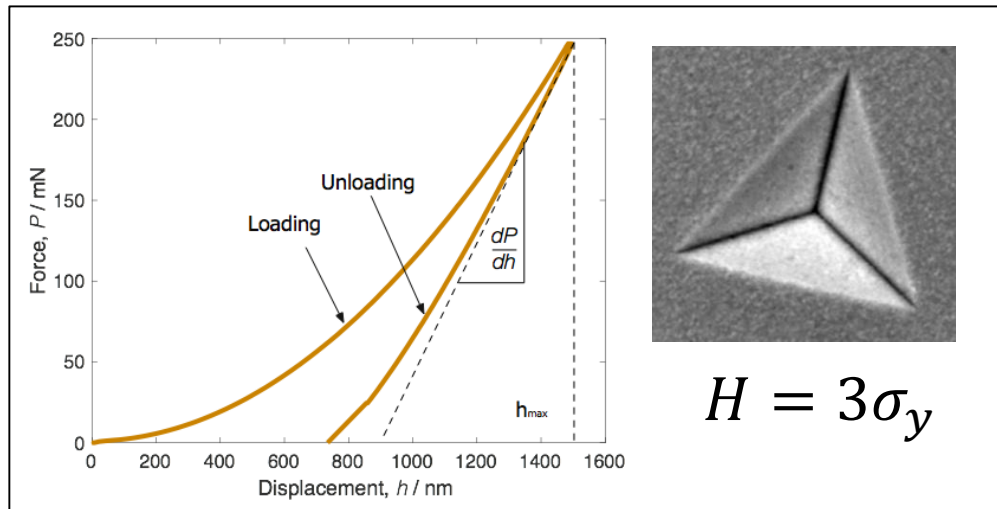 250
200
150
100
50
0
Force, P / mN
Loading
Unloading
dP
dh
hmax
0 200 400 600 800 1000 1200 1400 1600
Displacement, h / nm
H = 3σy